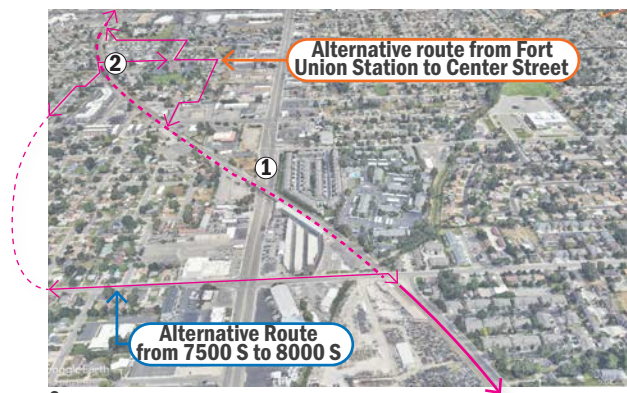 Alternative route from Fort
Union Station to Center Street
2
1
Alternative Route
from 7500 S to 8000 S